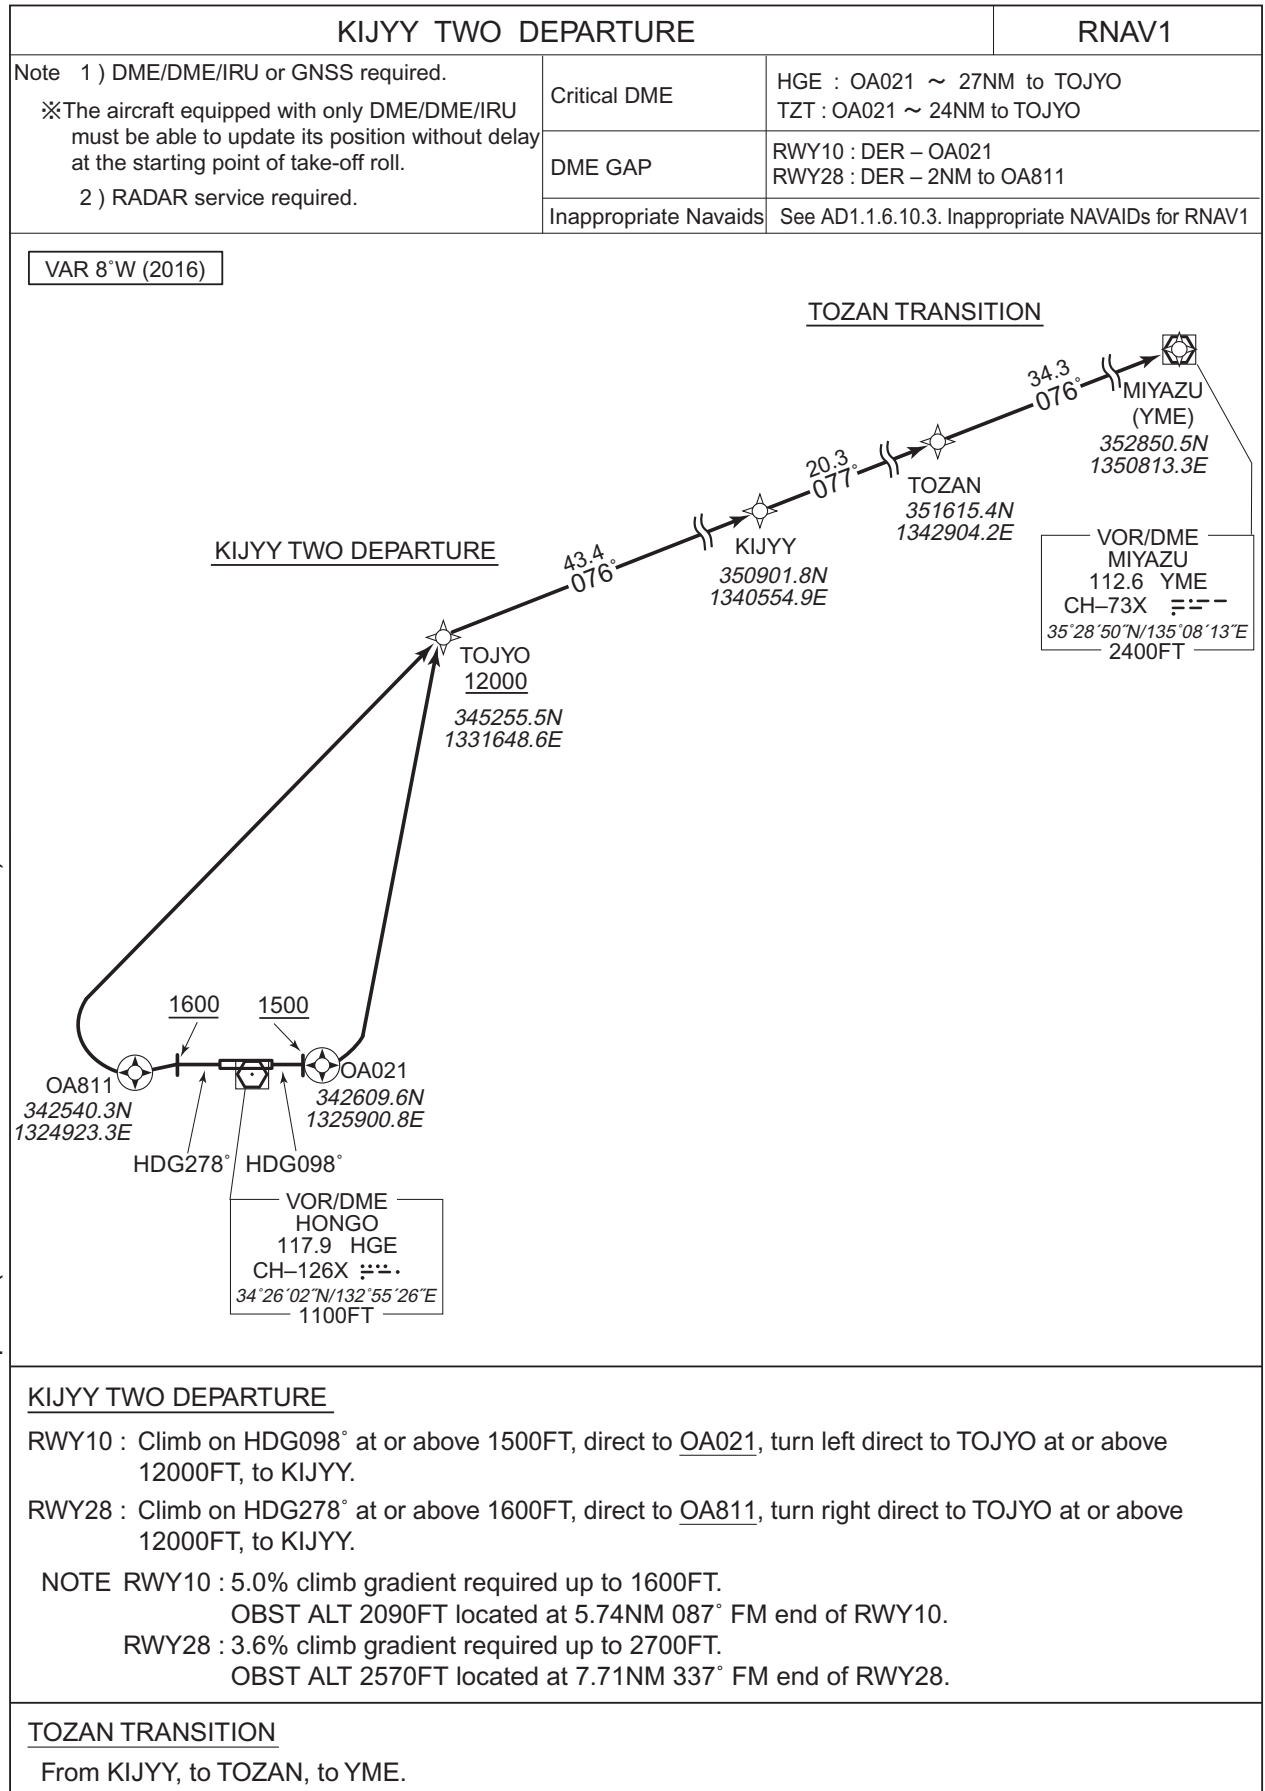 KIJYY TWO DEPARTURE
RNAV1
Note 1 ) DME/DME/IRU or GNSS required.
※The aircraft equipped with only DME/DME/IRU
must be able to update its position without delay
at the starting point of take-off roll.
2 ) RADAR service required.
Critical DME
HGE : OA021 ～ 27NM to TOJYO
TZT : OA021 ～ 24NM to TOJYO
DME GAP
RWY10 : DER – OA021
RWY28 : DER – 2NM to OA811
Inappropriate Navaids
See AD1.1.6.10.3. Inappropriate NAVAIDs for RNAV1
VAR 8°W (2016)
TOZAN TRANSITION
34.3
076°
MIYAZU
(YME)
352850.5N
1350813.3E
20.3
077°
TOZAN
351615.4N
1342904.2E
VOR/DME
MIYAZU
112.6 YME
CH–73X
35°28´50˝N/135°08´13˝E
2400FT
KIJYY TWO DEPARTURE
43.4
076°
KIJYY
350901.8N
1340554.9E
TOJYO
12000
345255.5N
1331648.6E
1600
1500
OA811
342540.3N
1324923.3E
OA021
342609.6N
1325900.8E
HDG278°
HDG098°
VOR/DME
HONGO
117.9 HGE
CH–126X
34°26´02˝N/132°55´26˝E
1100FT
KIJYY TWO DEPARTURE
RWY10 : Climb on HDG098° at or above 1500FT, direct to OA021, turn left direct to TOJYO at or above
12000FT, to KIJYY.
RWY28 : Climb on HDG278° at or above 1600FT, direct to OA811, turn right direct to TOJYO at or above
12000FT, to KIJYY.
NOTE RWY10 : 5.0% climb gradient required up to 1600FT.
OBST ALT 2090FT located at 5.74NM 087° FM end of RWY10.
RWY28 : 3.6% climb gradient required up to 2700FT.
OBST ALT 2570FT located at 7.71NM 337° FM end of RWY28.
TOZAN TRANSITION
From KIJYY, to TOZAN, to YME.